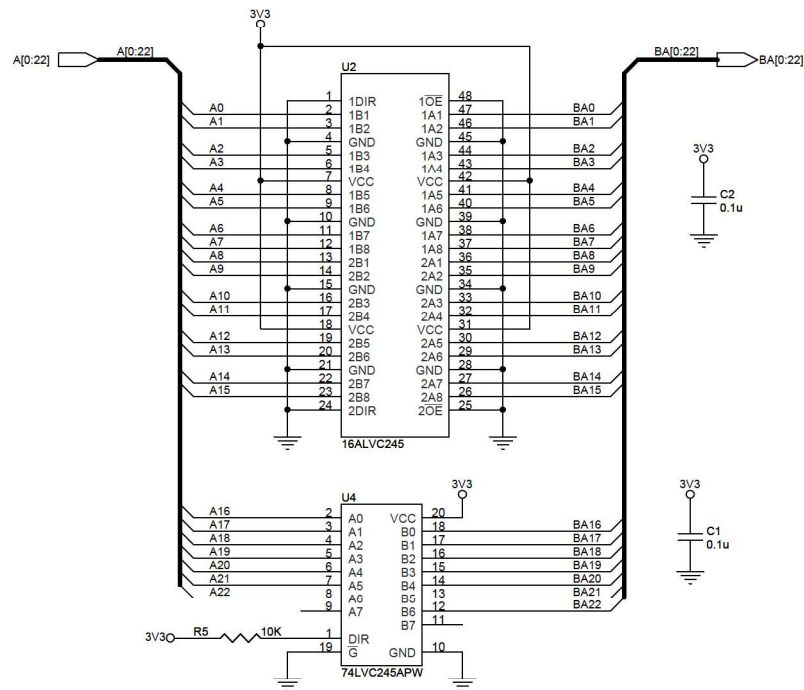 3V3
A[0:22] A[0:22] BA[0:22] BA[0:22]
U2
1 1DIR 1OE 48
A0 2 1B1 1A1 47 BA0
A1 3 1B2 1A2 46 BA1
4 GND GND 45
A2 5 1B3 1A3 44 BA2
A3 6 1B4 1A4 43 BA3
7 VCC VCC 42
A4 8 1B5 1A5 41 BA4
A5 9 1B6 1A6 40 BA5
10 GND GND 39
A6 11 1B7 1A7 38 BA6
A7 12 1B8 1A8 37 BA7
A8 13 2B1 2A1 36 BA8
A9 14 2B2 2A2 35 BA9
15 GND GND 34
A10 16 2B3 2A3 33 BA10
A11 17 2B4 2A4 32 BA11
18 VCC VCC 31
A12 19 2B5 2A5 30 BA12
A13 20 2B6 2A6 29 BA13
21 GND GND 28
A14 22 2B7 2A7 27 BA14
A15 23 2B8 2A8 26 BA15
24 2DIR 2OE 25
16ALVC245
3V3
C2
0.1u
U4
3V3
A16 2 A0 VCC 20
A17 3 A1 B0 18 BA16
A18 4 A2 B1 17 BA17
A19 5 A3 B2 16 BA18
A20 6 A4 B3 15 BA19
A21 7 A5 B4 14 BA20
A22 8 A6 B5 13 BA21
9 A7 B6 12 BA22
B7 11
3V3 R5 10K 1 DIR
19 G GND 10
74LVC245APW
3V3
C1
0.1u